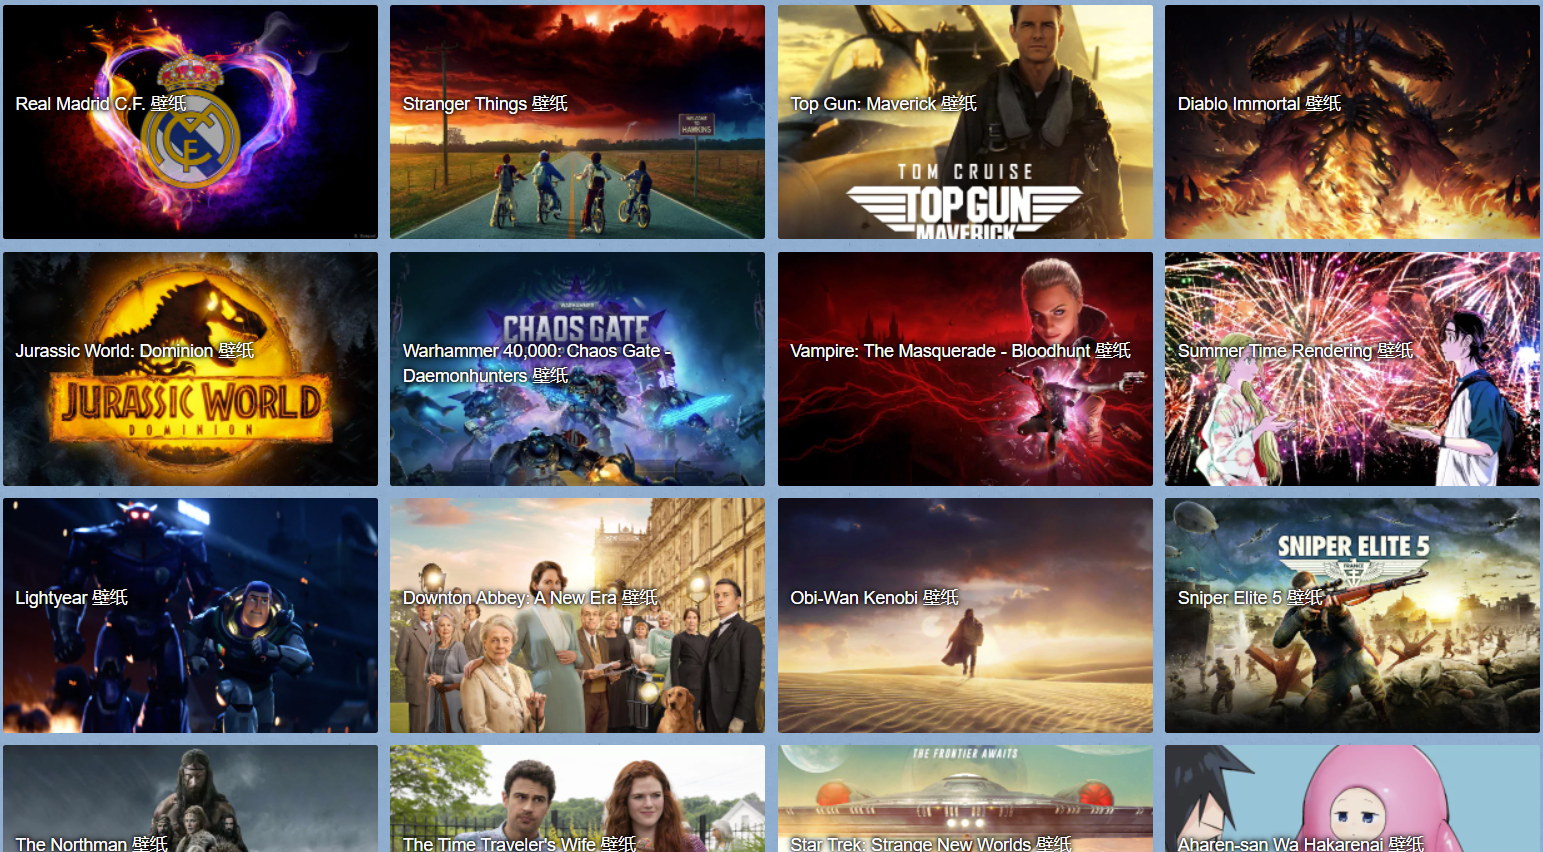 Real Madrid C.F. 壁纸
Stranger Things 壁纸
WELCOME TO
HAWKINS
Top Gun: Maverick 壁纸
TOM CRUISE
TOP GUN
MAVERICK
Diablo Immortal 壁纸
Jurassic World: Dominion 壁纸
JURASSIC WORLD
DOMINION
CHAOS GATE
Warhammer 40,000: Chaos Gate -
Daemonhunters 壁纸
Vampire: The Masquerade - Bloodhunt 壁纸
Summer Time Rendering 壁纸
Lightyear 壁纸
Downton Abbey: A New Era 壁纸
Obi-Wan Kenobi 壁纸
SNIPER ELITE 5
FRANCE
Sniper Elite 5 壁纸
The Northman 壁纸
The Time Traveler's Wife 壁纸
THE FRONTIER AWAITS
Star Trek: Strange New Worlds 壁纸
Aharen-san Wa Hakarenai 壁纸